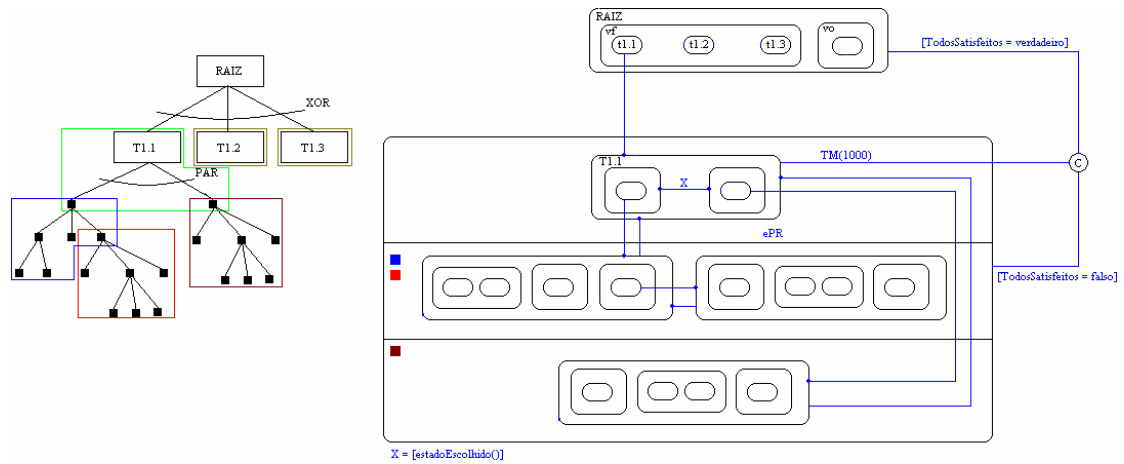 RAIZ
XOR
T1.1
T1.2
T1.3
PAR
RAIZ
vf
t1.1
t1.2
t1.3
vo
[TodosSatisfeitos = verdadeiro]
T1.1
X
TM(1000)
C
ePR
[TodosSatisfeitos = falso]
X = [estadoEscolhido()]